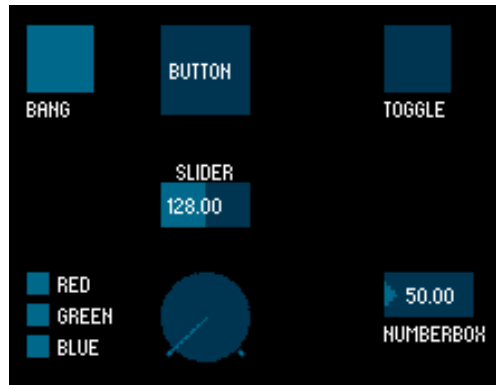 BUTTON
BANG
TOGGLE
SLIDER
128.00
RED
GREEN
BLUE
50.00
NUMBERBOX